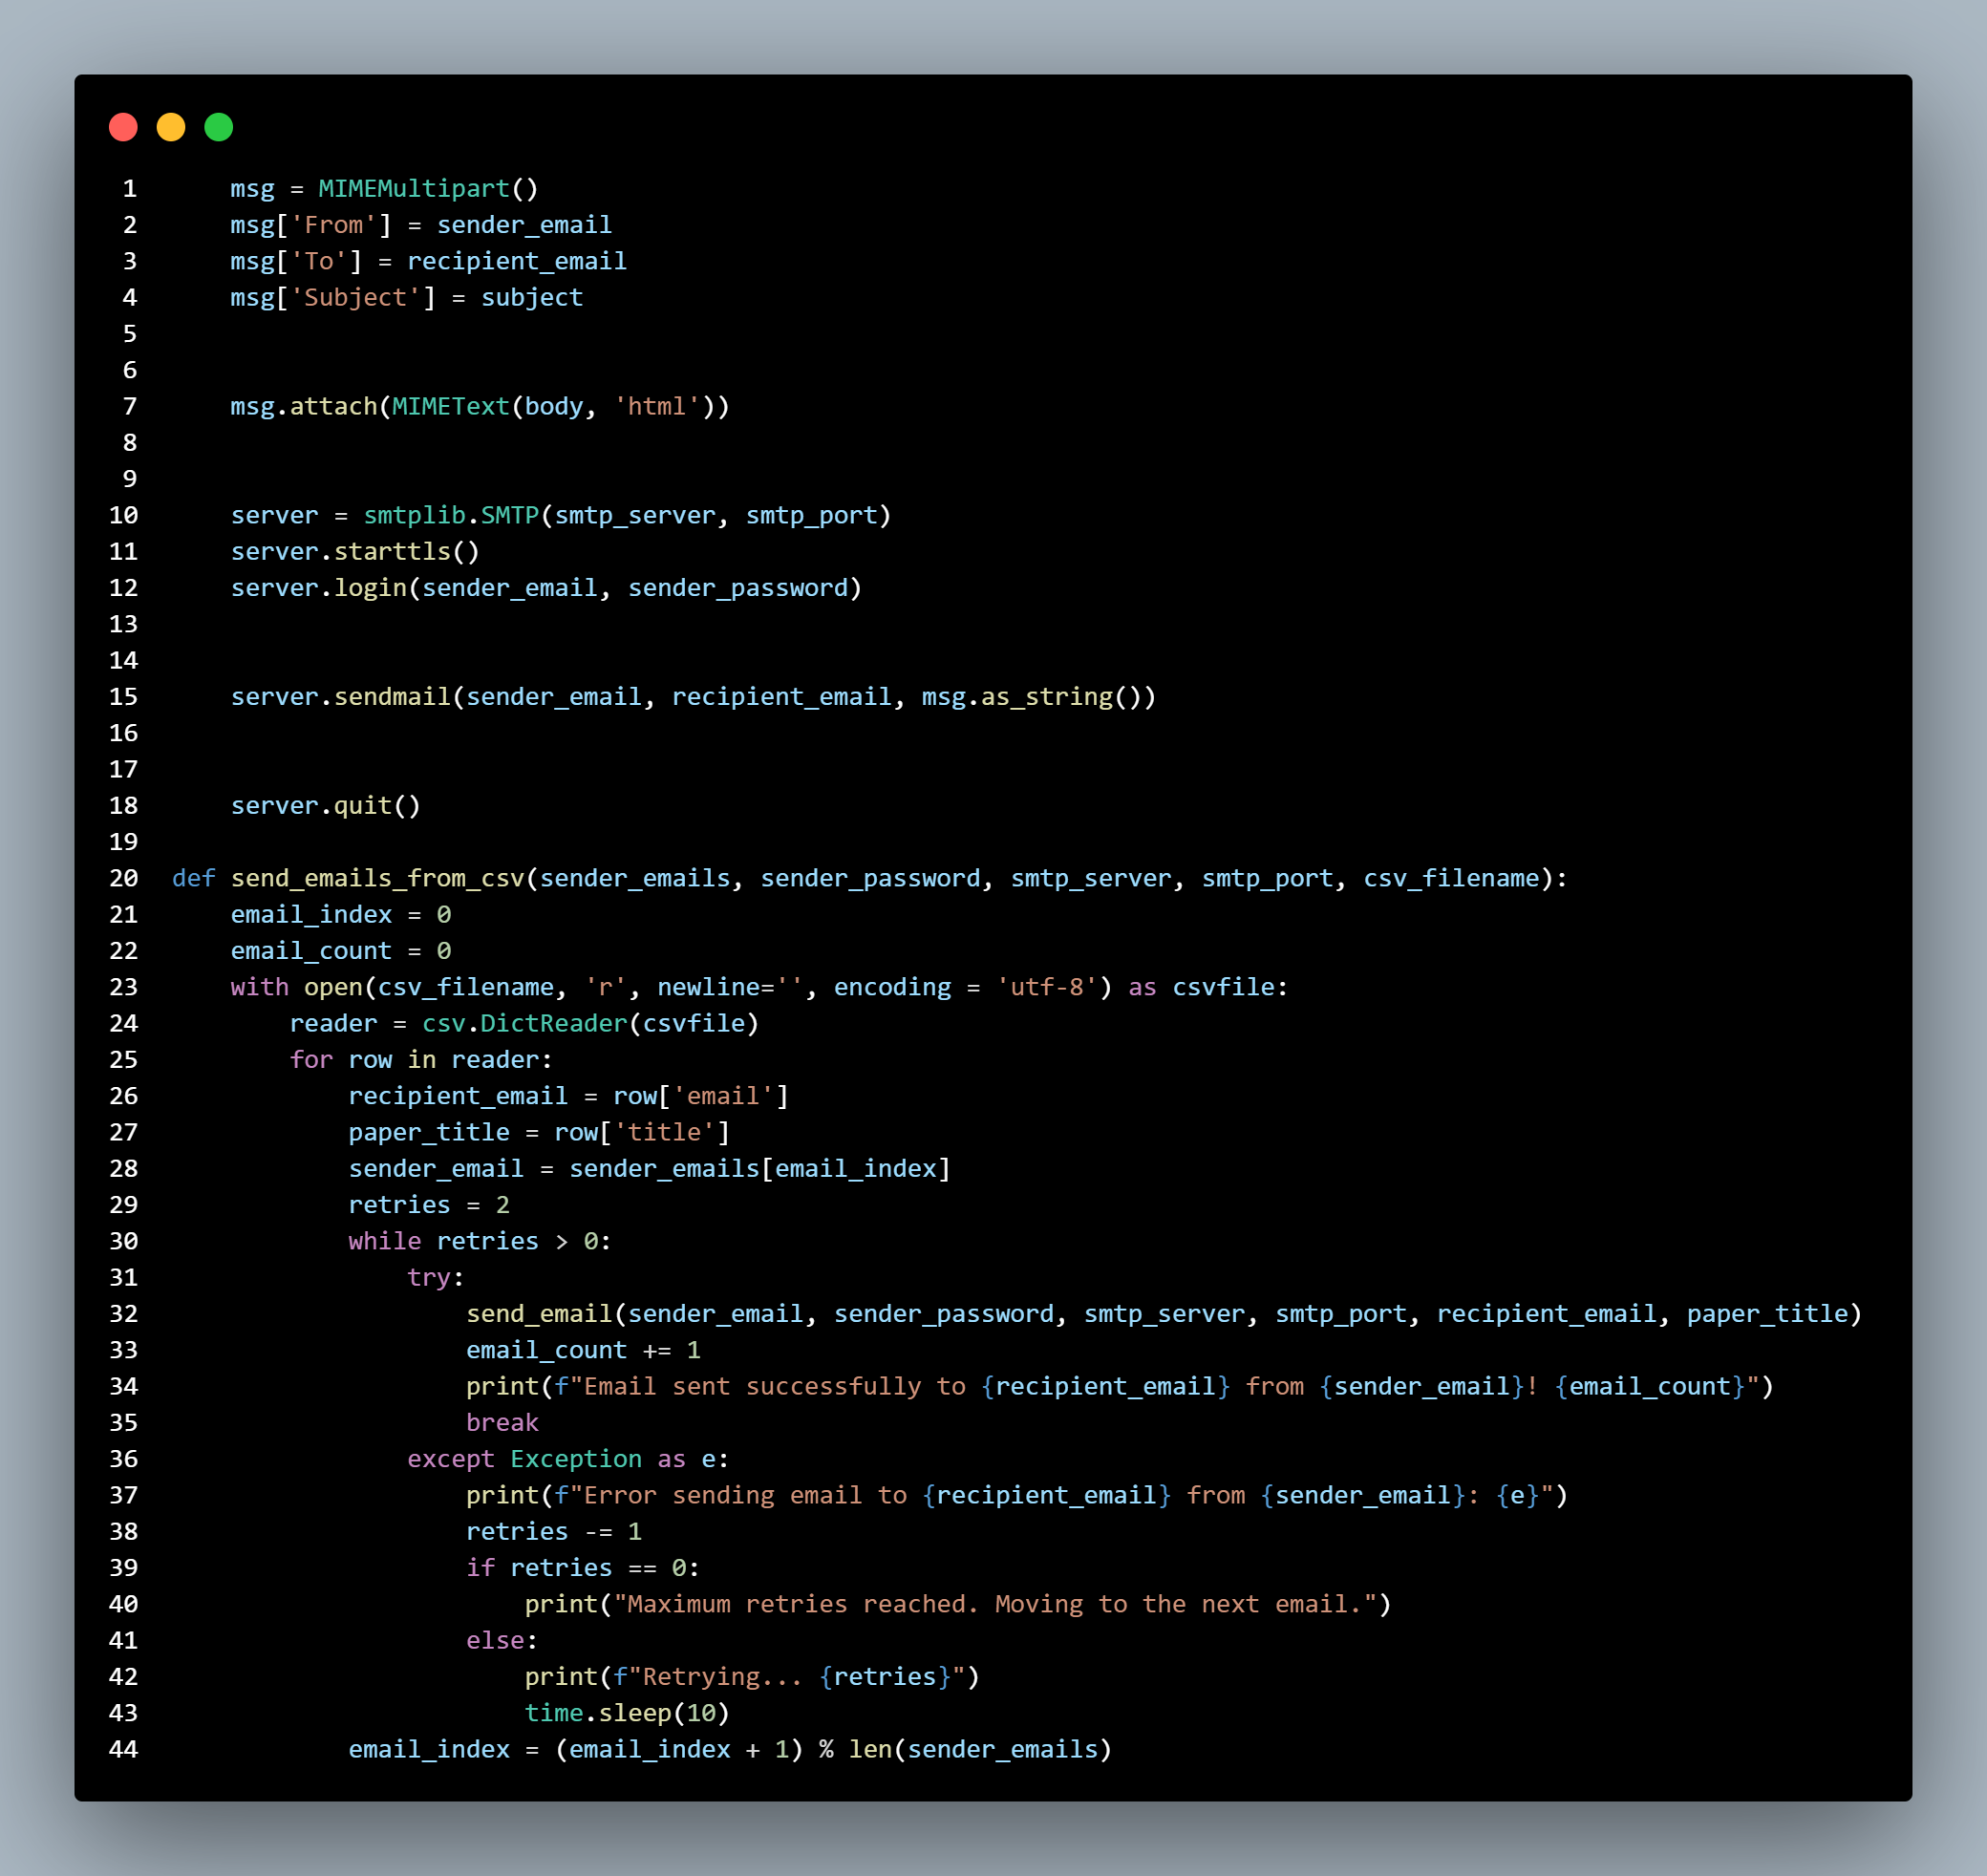 1     msg = MIMEMultipart()
2     msg['From'] = sender_email
3     msg['To'] = recipient_email
4     msg['Subject'] = subject
5
6
7     msg.attach(MIMEText(body, 'html'))
8
9
10     server = smtplib.SMTP(smtp_server, smtp_port)
11     server.starttls()
12     server.login(sender_email, sender_password)
13
14
15     server.sendmail(sender_email, recipient_email, msg.as_string())
16
17
18     server.quit()
19
20 def send_emails_from_csv(sender_emails, sender_password, smtp_server, smtp_port, csv_filename):
21     email_index = 0
22     email_count = 0
23     with open(csv_filename, 'r', newline='', encoding = 'utf-8') as csvfile:
24         reader = csv.DictReader(csvfile)
25         for row in reader:
26             recipient_email = row['email']
27             paper_title = row['title']
28             sender_email = sender_emails[email_index]
29             retries = 2
30             while retries > 0:
31                 try:
32                     send_email(sender_email, sender_password, smtp_server, smtp_port, recipient_email, paper_title)
33                     email_count += 1
34                     print(f"Email sent successfully to {recipient_email} from {sender_email}! {email_count}")
35                     break
36                 except Exception as e:
37                     print(f"Error sending email to {recipient_email} from {sender_email}: {e}")
38                     retries -= 1
39                     if retries == 0:
40                         print("Maximum retries reached. Moving to the next email.")
41                     else:
42                         print(f"Retrying... {retries}")
43                         time.sleep(10)
44             email_index = (email_index + 1) % len(sender_emails)